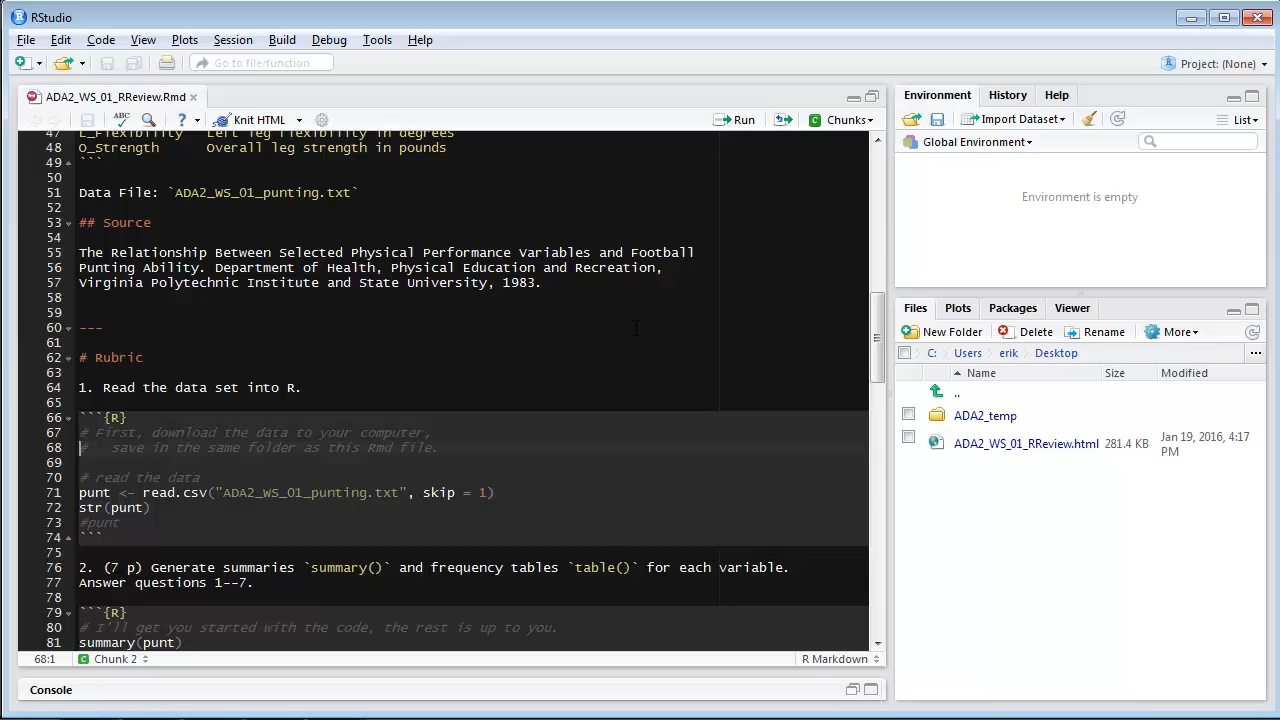 RStudio
File Edit Code View Plots Session Build Debug Tools Help
Go to file/function
Project: (None)
ADA2_WS_01_RReview.Rmd
ABC Knit HTML Run Chunks
47 L_Flexibility Left leg flexibility in degrees
48 O_Strength Overall leg strength in pounds
49 ```
50
51 Data File: `ADA2_WS_01_punting.txt`
52
53 ## Source
54
55 The Relationship Between Selected Physical Performance Variables and Football
56 Punting Ability. Department of Health, Physical Education and Recreation,
57 Virginia Polytechnic Institute and State University, 1983.
58
59
60 ---
61
62 # Rubric
63
64 1. Read the data set into R.
65
66 ```{R}
67 # First, download the data to your computer,
68 #   save in the same folder as this Rmd file.
69
70 # read the data
71 punt <- read.csv("ADA2_WS_01_punting.txt", skip = 1)
72 str(punt)
73 #punt
74 ```
75
76 2. (7 p) Generate summaries `summary()` and frequency tables `table()` for each variable.
77 Answer questions 1--7.
78
79 ```{R}
80 # I'll get you started with the code, the rest is up to you.
81 summary(punt)
68:1 Chunk 2 R Markdown
Console
Environment History Help
Import Dataset List
Global Environment
Environment is empty
Files Plots Packages Viewer
New Folder Delete Rename More
C: Users erik Desktop ...
Name Size Modified
..
ADA2_temp
ADA2_WS_01_RReview.html 281.4 KB Jan 19, 2016, 4:17 PM